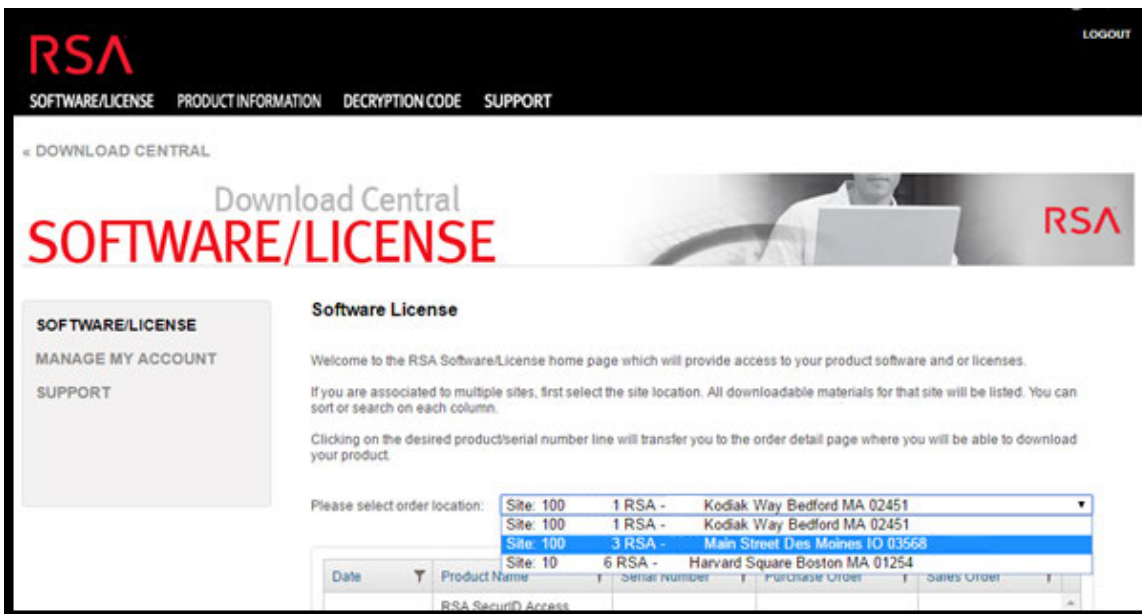 LOGOUT
RSA
SOFTWARE/LICENSE PRODUCT INFORMATION DECRYPTION CODE SUPPORT
« DOWNLOAD CENTRAL
Download Central
SOFTWARE/LICENSE
RSA
SOFTWARE/LICENSE
MANAGE MY ACCOUNT
SUPPORT
Software License
Welcome to the RSA Software/License home page which will provide access to your product software and or licenses.
If you are associated to multiple sites, first select the site location. All downloadable materials for that site will be listed. You can
sort or search on each column.
Clicking on the desired product/serial number line will transfer you to the order detail page where you will be able to download
your product.
Please select order location: Site: 100 1 RSA - Kodiak Way Bedford MA 02451
Site: 100 1 RSA - Kodiak Way Bedford MA 02451
Site: 100 3 RSA - Main Street Des Moines IO 03568
Site: 10 6 RSA - Harvard Square Boston MA 01254
Date Product Name Serial Number Purchase Order Sales Order
RSA SecurID Access